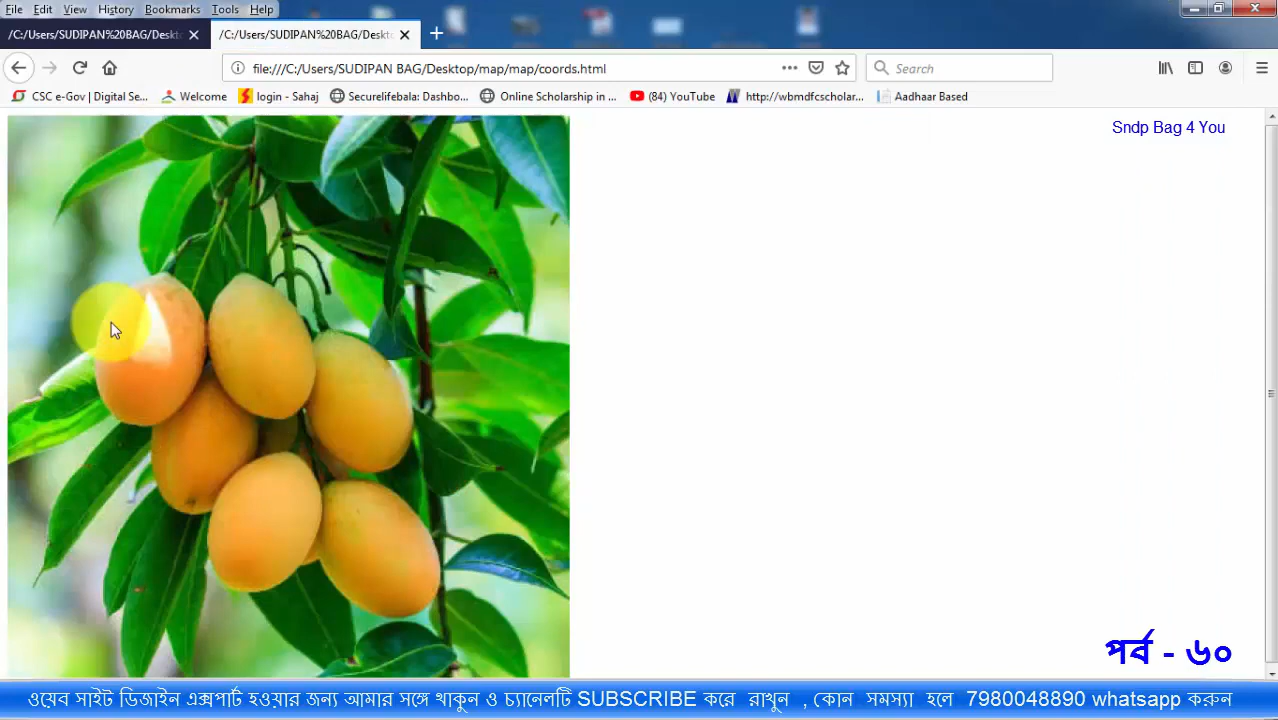 File Edit View History Bookmarks Tools Help
/C:/Users/SUDIPAN%20BAG/Deskto /C:/Users/SUDIPAN%20BAG/Deskto
file:///C:/Users/SUDIPAN BAG/Desktop/map/map/coords.html Search
CSC e-Gov | Digital Se... Welcome login - Sahaj Securelifebala: Dashbo... Online Scholarship in ... (84) YouTube http://wbmdfcscholar... Aadhaar Based
Sndp Bag 4 You
পর্ব - ৬০
ওয়েব সাইট ডিজাইন এক্সপার্ট হওয়ার জন্য আমার সঙ্গে থাকুন ও চ্যানেলটি SUBSCRIBE করে রাখুন , কোন সমস্যা হলে 7980048890 whatsapp করুন